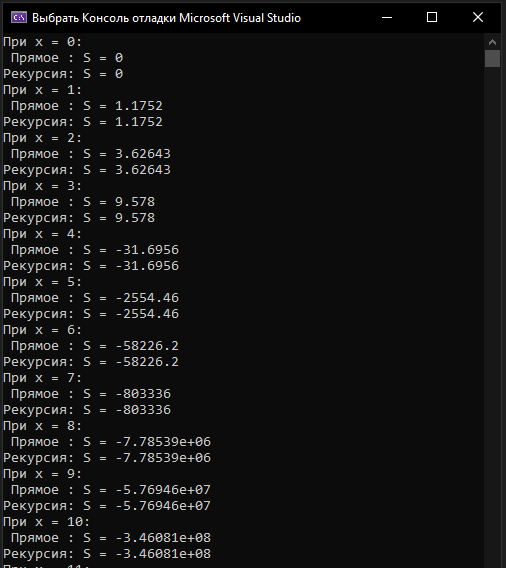 C:\ Выбрать Консоль отладки Microsoft Visual Studio
При x = 0:
 Прямое : S = 0
Рекурсия: S = 0
При x = 1:
 Прямое : S = 1.1752
Рекурсия: S = 1.1752
При x = 2:
 Прямое : S = 3.62643
Рекурсия: S = 3.62643
При x = 3:
 Прямое : S = 9.578
Рекурсия: S = 9.578
При x = 4:
 Прямое : S = -31.6956
Рекурсия: S = -31.6956
При x = 5:
 Прямое : S = -2554.46
Рекурсия: S = -2554.46
При x = 6:
 Прямое : S = -58226.2
Рекурсия: S = -58226.2
При x = 7:
 Прямое : S = -803336
Рекурсия: S = -803336
При x = 8:
 Прямое : S = -7.78539e+06
Рекурсия: S = -7.78539e+06
При x = 9:
 Прямое : S = -5.76946e+07
Рекурсия: S = -5.76946e+07
При x = 10:
 Прямое : S = -3.46081e+08
Рекурсия: S = -3.46081e+08
При x = 11: